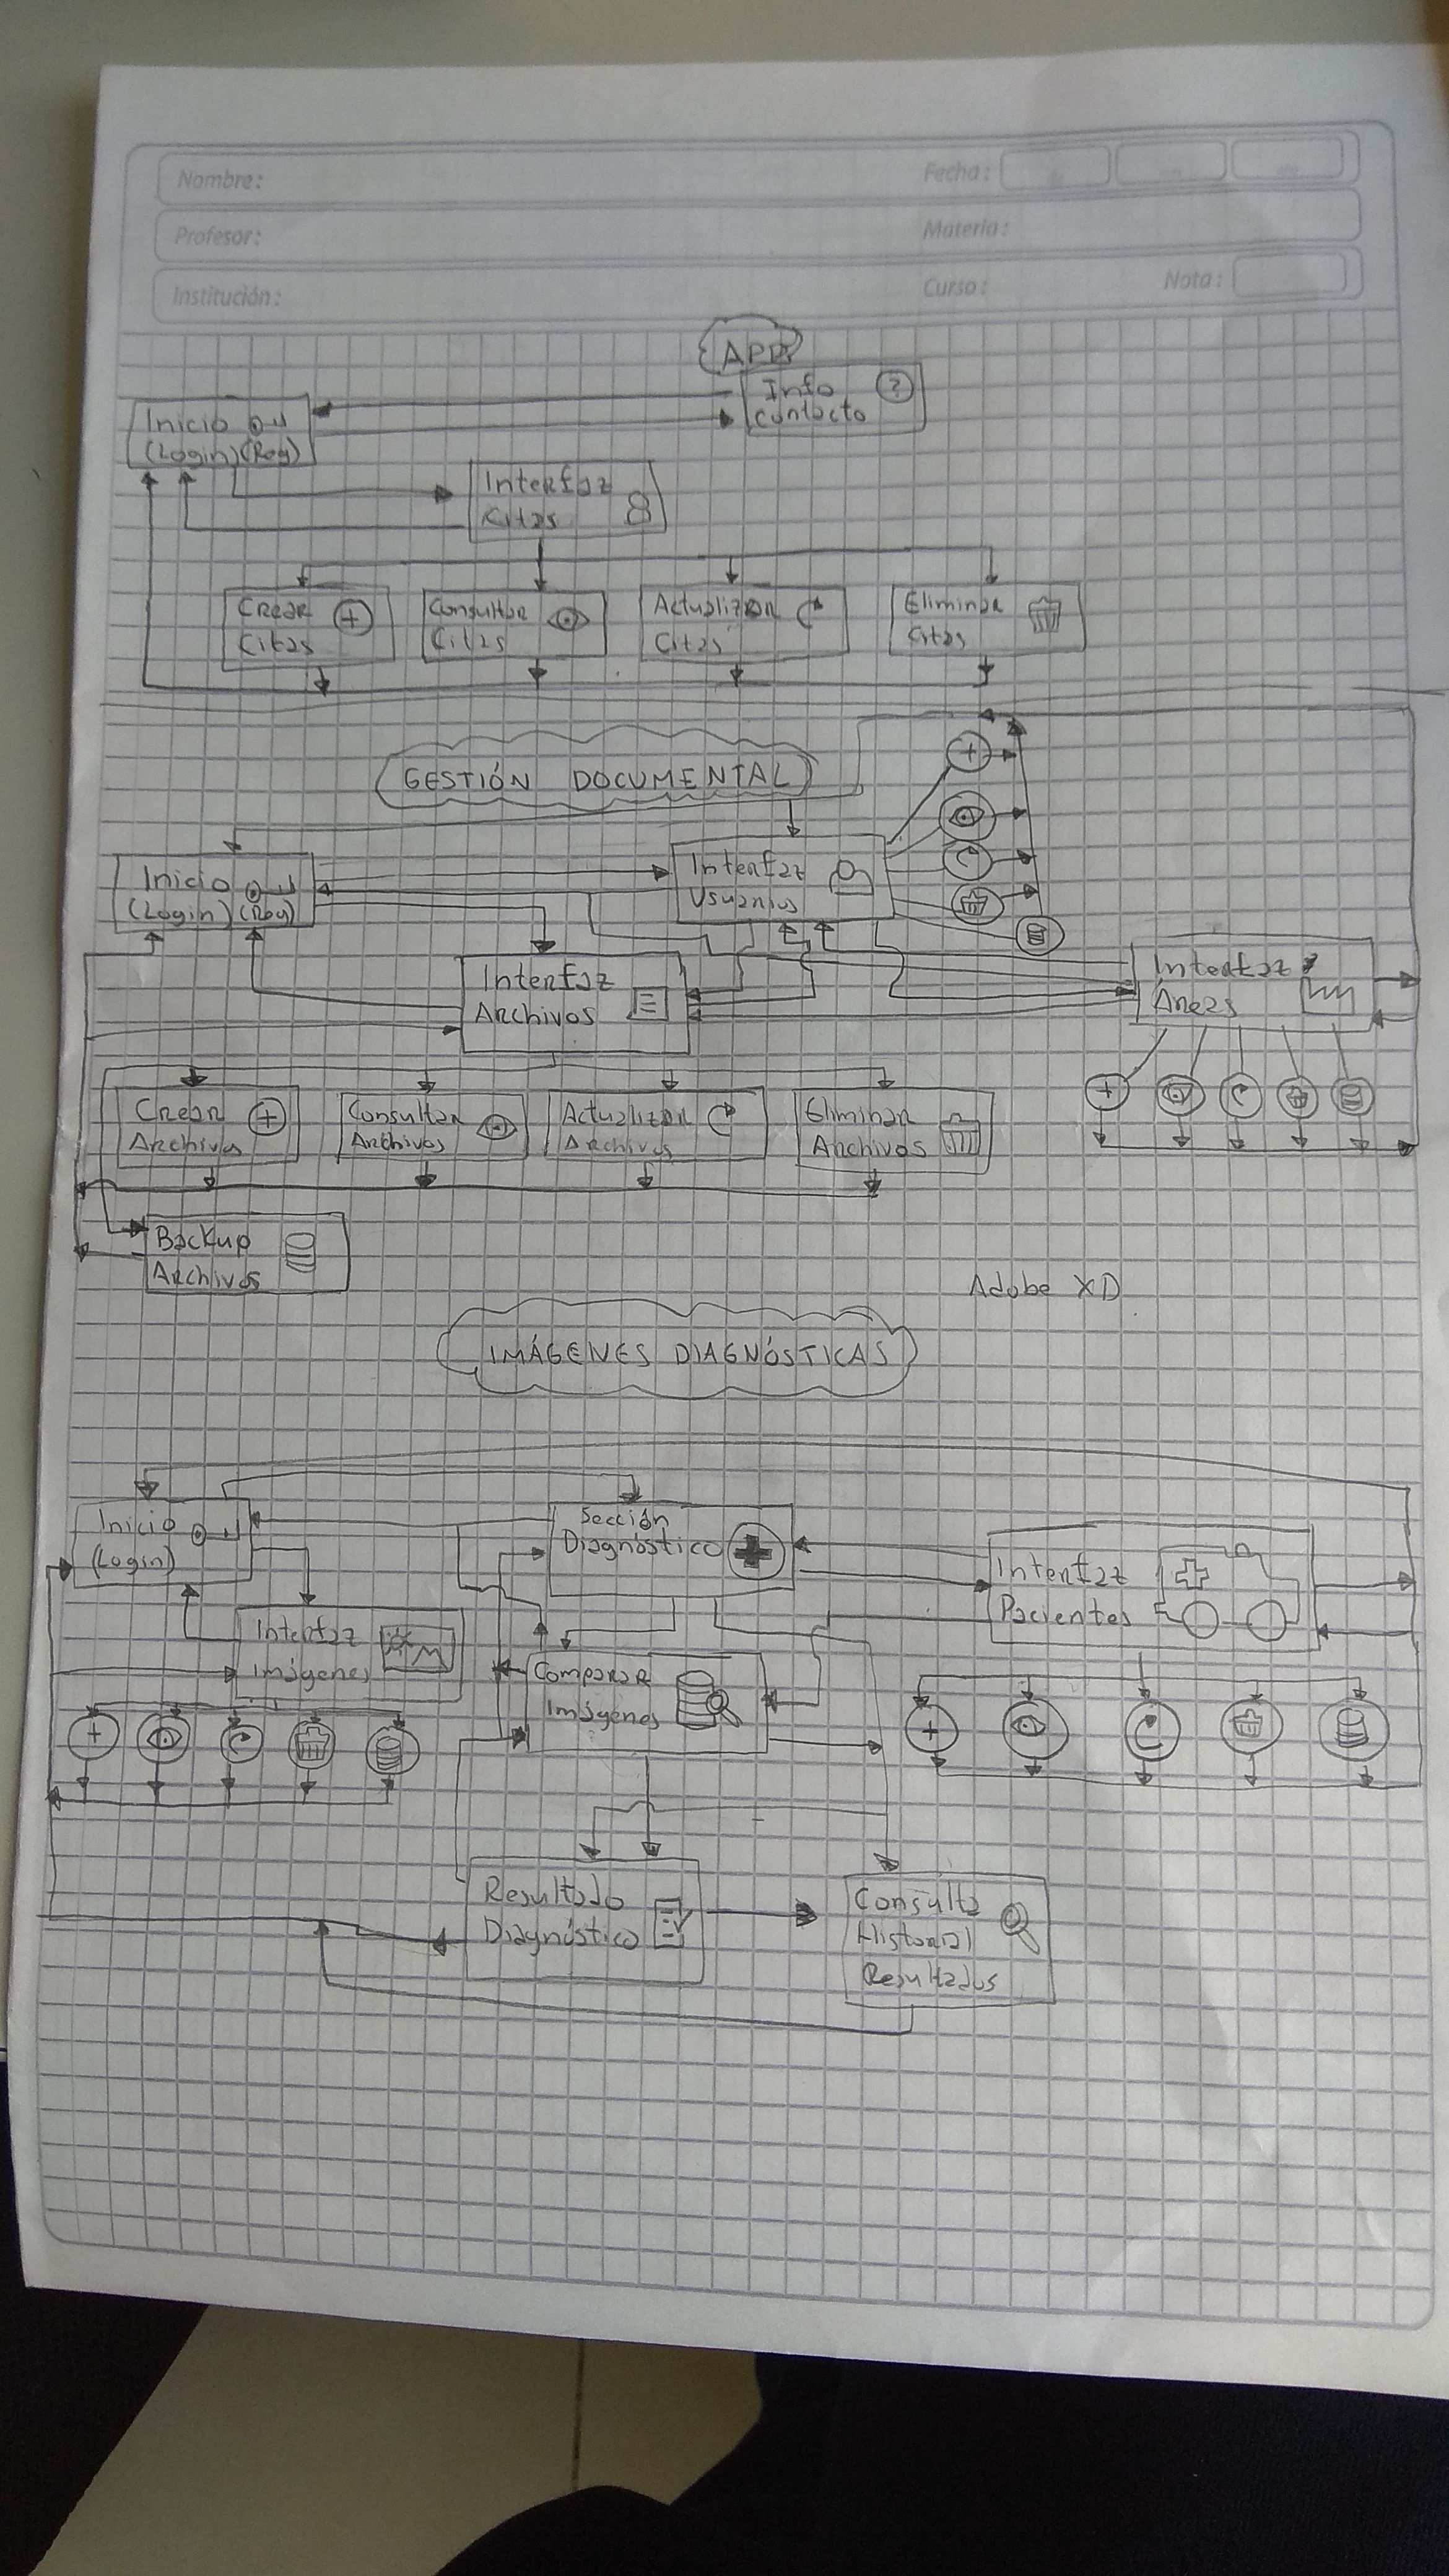 Nombre:
Fecha:
Profesor:
Materia:
Institución:
Curso:
Nota:
APP
Info
Contacto
Inicio
(Login) (Reg)
Interfaz
Citas
Crear
Citas
Consultar
Citas
Actualizar
Citas
Eliminar
Citas
GESTIÓN DOCUMENTAL
Inicio
(Login) (Reg)
Interfaz
Usuarios
Interfaz
Archivos
Interfaz
Áreas
Crear
Archivos
Consultar
Archivos
Actualizar
Archivos
Eliminar
Archivos
Backup
Archivos
Adobe XD
IMÁGENES DIAGNÓSTICAS
Inicio
(Login)
Sección
Diagnóstico
Interfaz
Pacientes
Interfaz
Imágenes
Comparar
Imágenes
Resultado
Diagnóstico
Consulta
Historial
Resultados